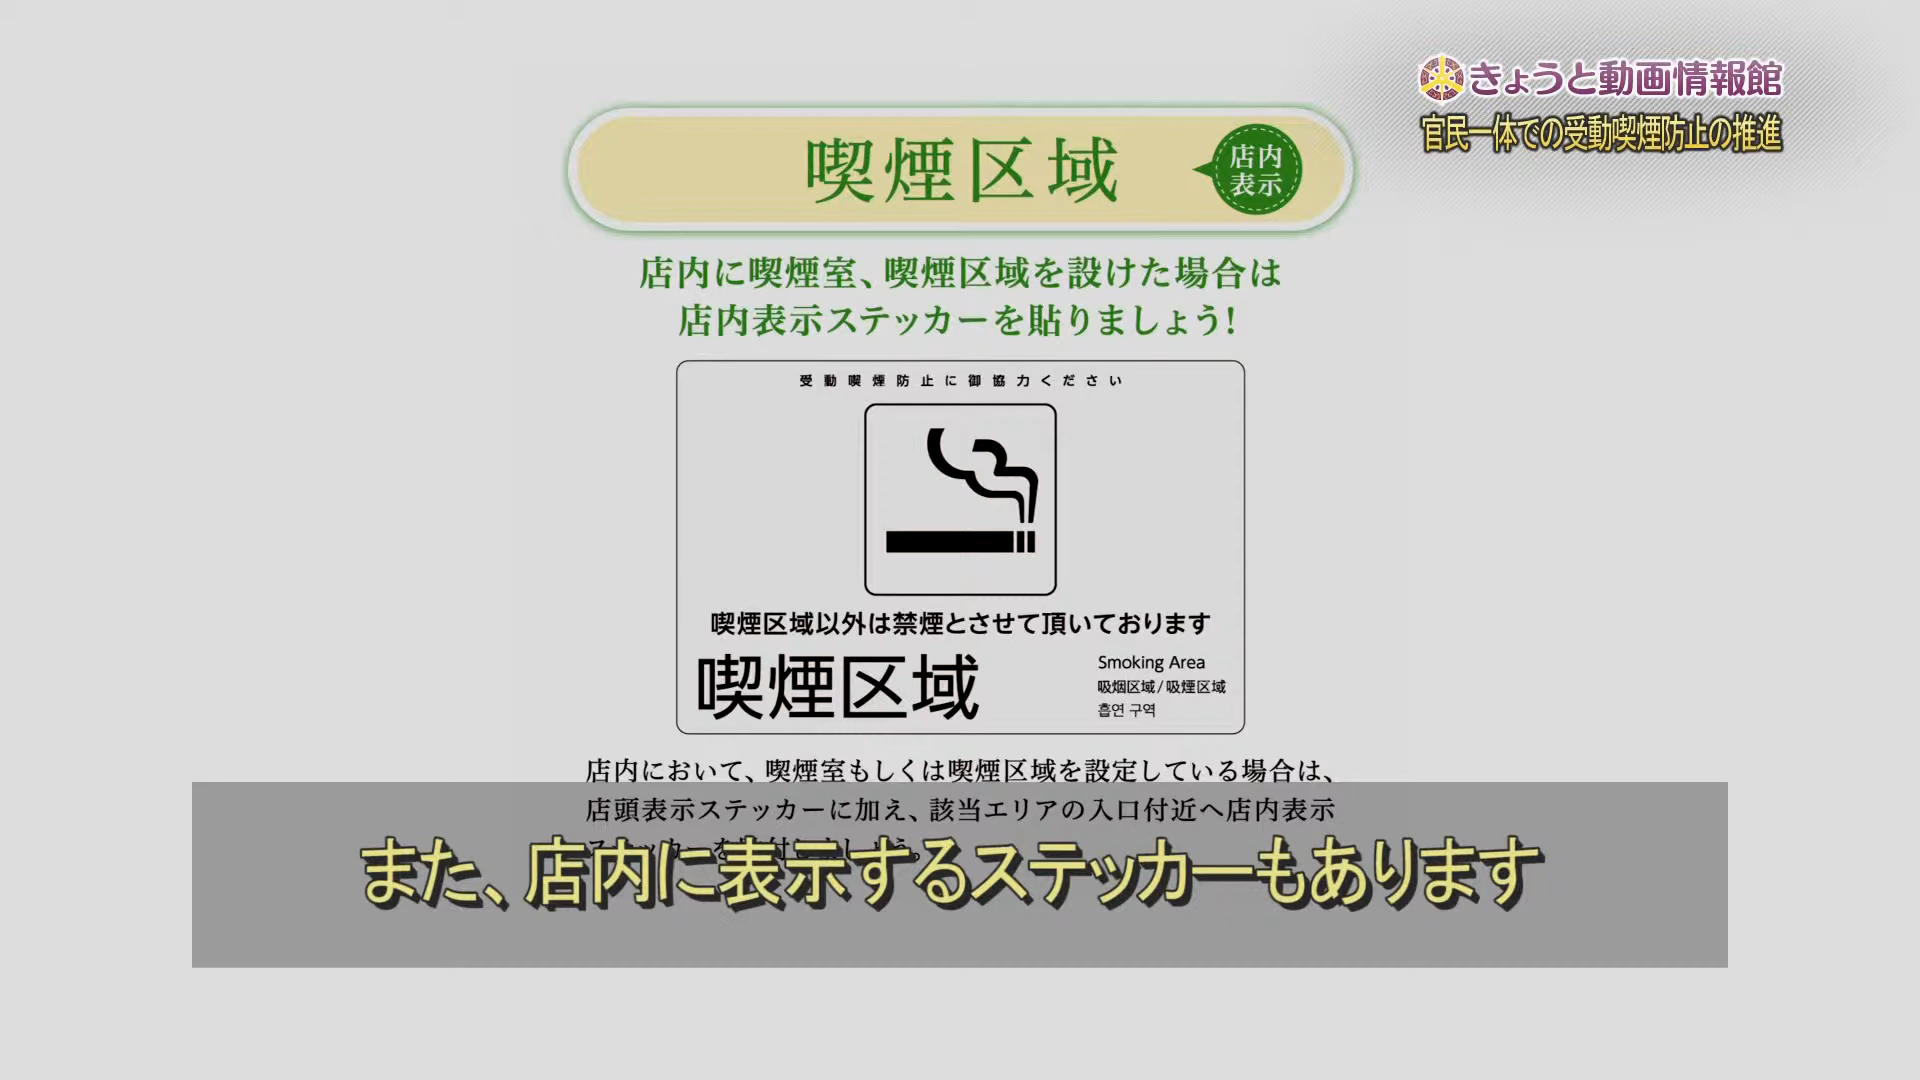 きょうと動画情報館
官民一体での受動喫煙防止の推進
喫煙区域
店内
表示
店内に喫煙室、喫煙区域を設けた場合は
店内表示ステッカーを貼りましょう!
受動喫煙防止に御協力ください
喫煙区域以外は禁煙とさせて頂いております
喫煙区域
Smoking Area
吸烟区域/吸煙区域
흡연 구역
店内において、喫煙室もしくは喫煙区域を設定している場合は、
店頭表示ステッカーに加え、該当エリアの入口付近へ店内表示
また、店内に表示するステッカーもあります